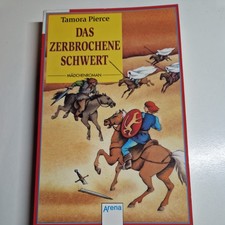 Tamora Pierce
DAS
ZERBROCHENE
SCHWERT
MÄDCHENROMAN
Arena